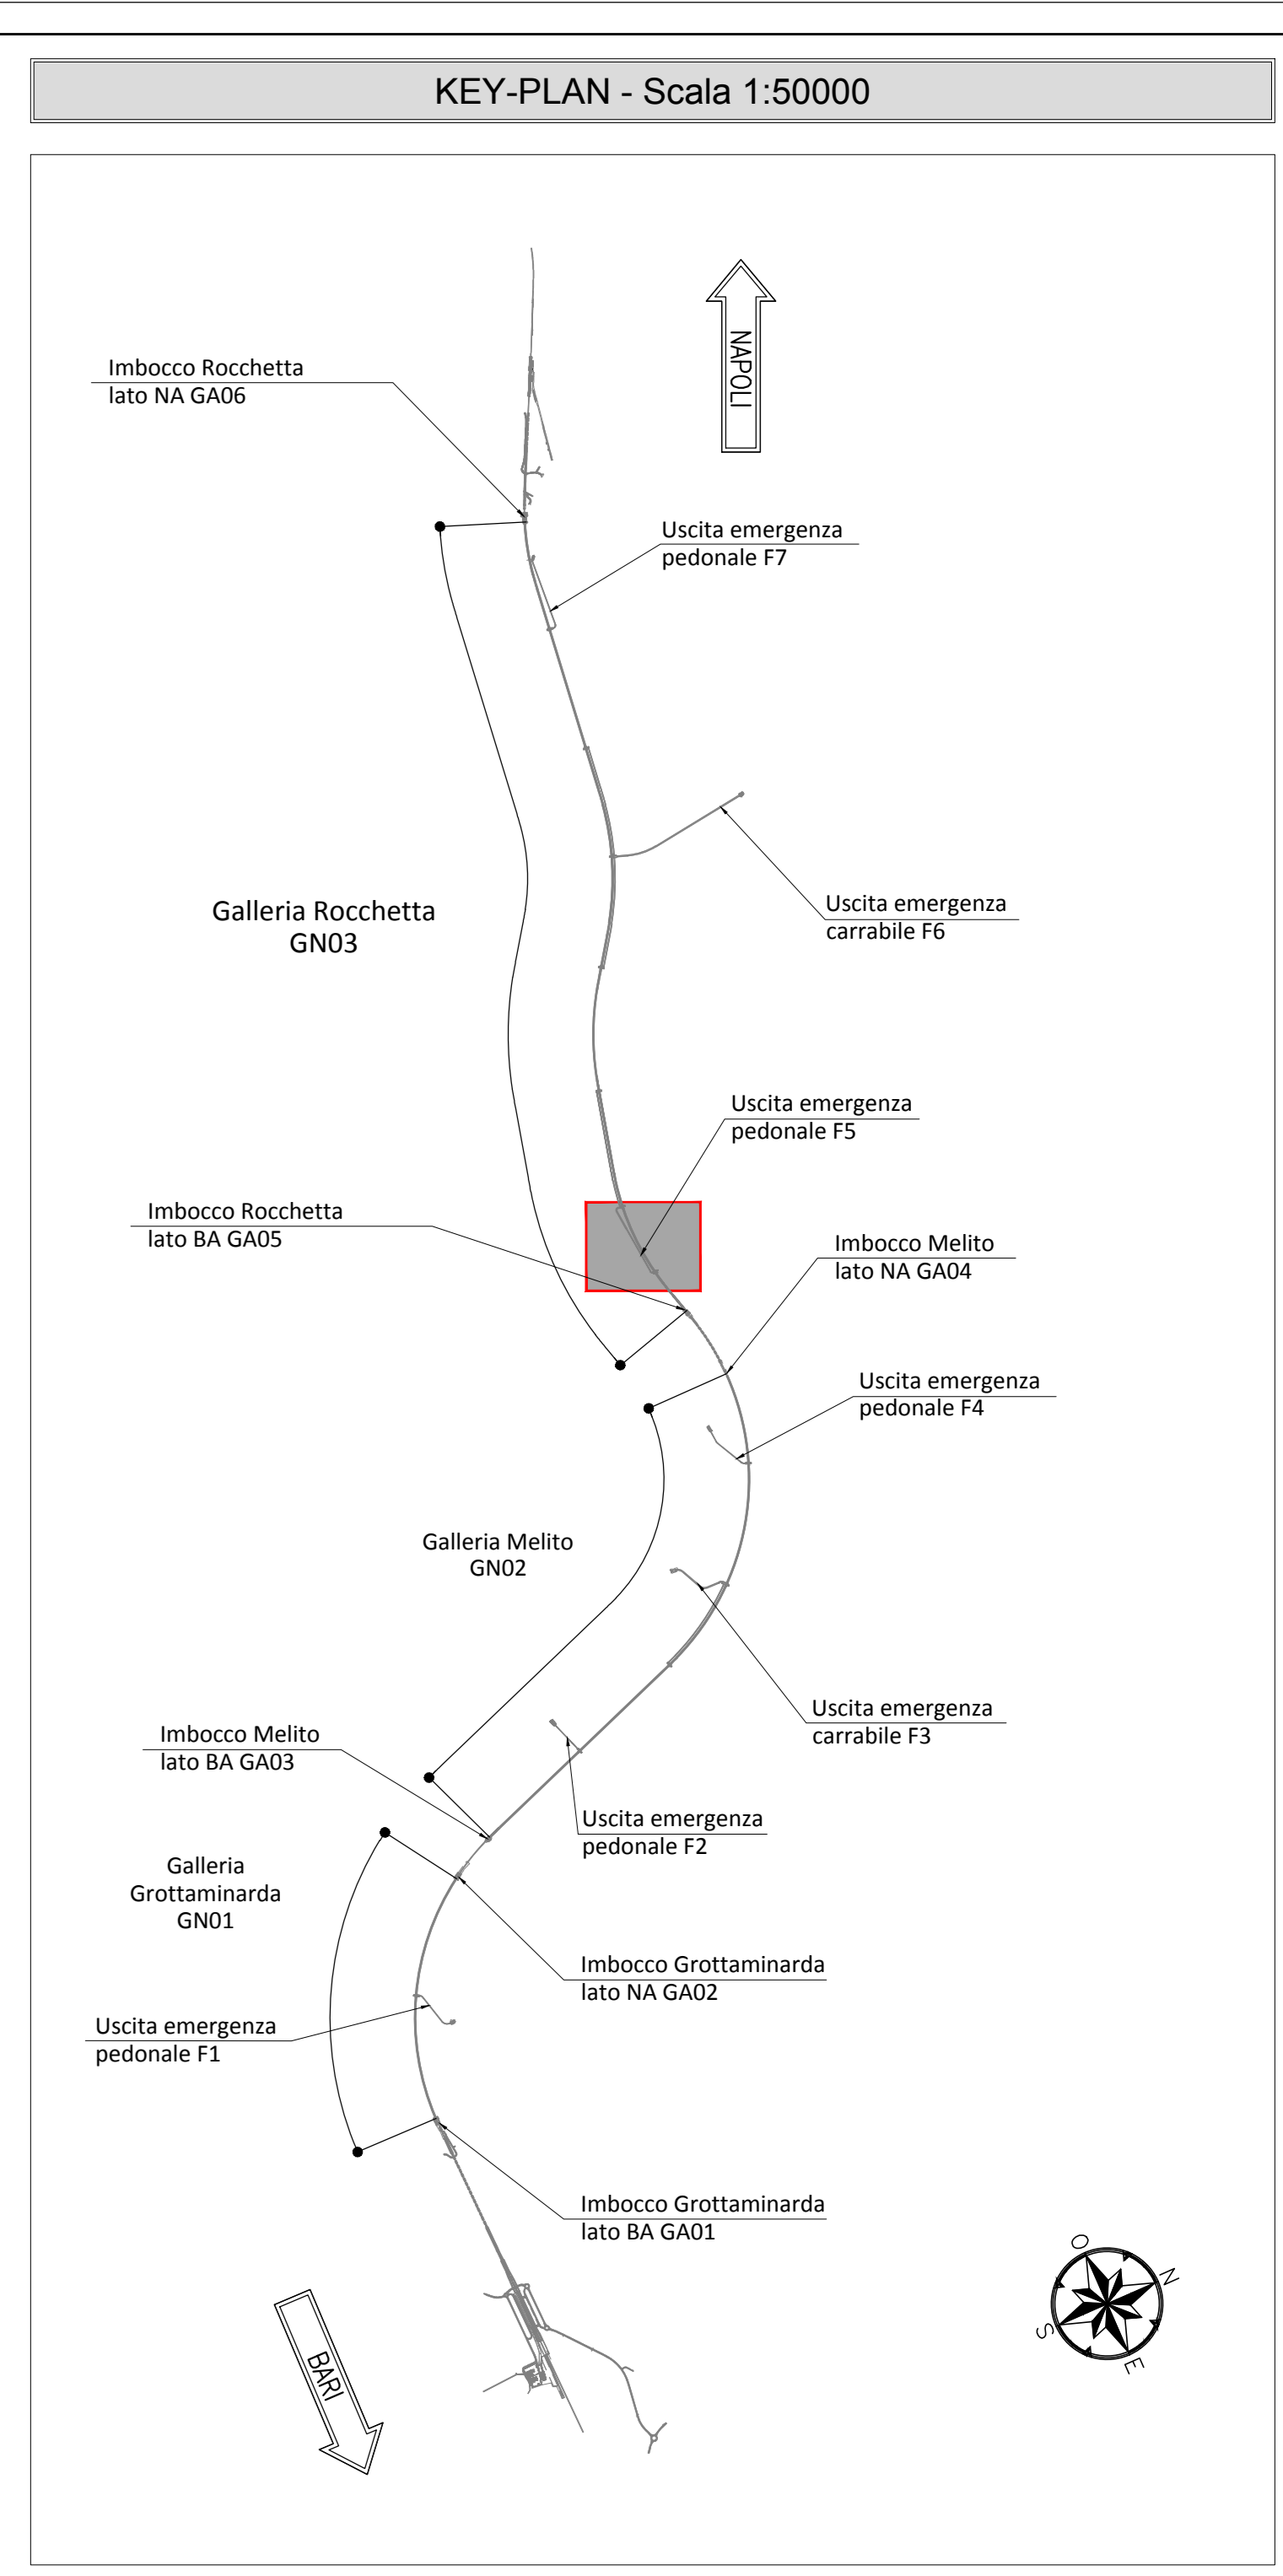 KEY-PLAN - Scala 1:50000
NAPOLI
Imbocco Rocchetta
lato NA GA06
Uscita emergenza
pedonale F7
Uscita emergenza
carrabile F6
Galleria Rocchetta
GN03
Uscita emergenza
pedonale F5
Imbocco Rocchetta
lato BA GA05
Imbocco Melito
lato NA GA04
Uscita emergenza
pedonale F4
Galleria Melito
GN02
Uscita emergenza
carrabile F3
Imbocco Melito
lato BA GA03
Uscita emergenza
pedonale F2
Galleria
Grottaminarda
GN01
Imbocco Grottaminarda
lato NA GA02
Uscita emergenza
pedonale F1
Imbocco Grottaminarda
lato BA GA01
O
N
S
E
BARI